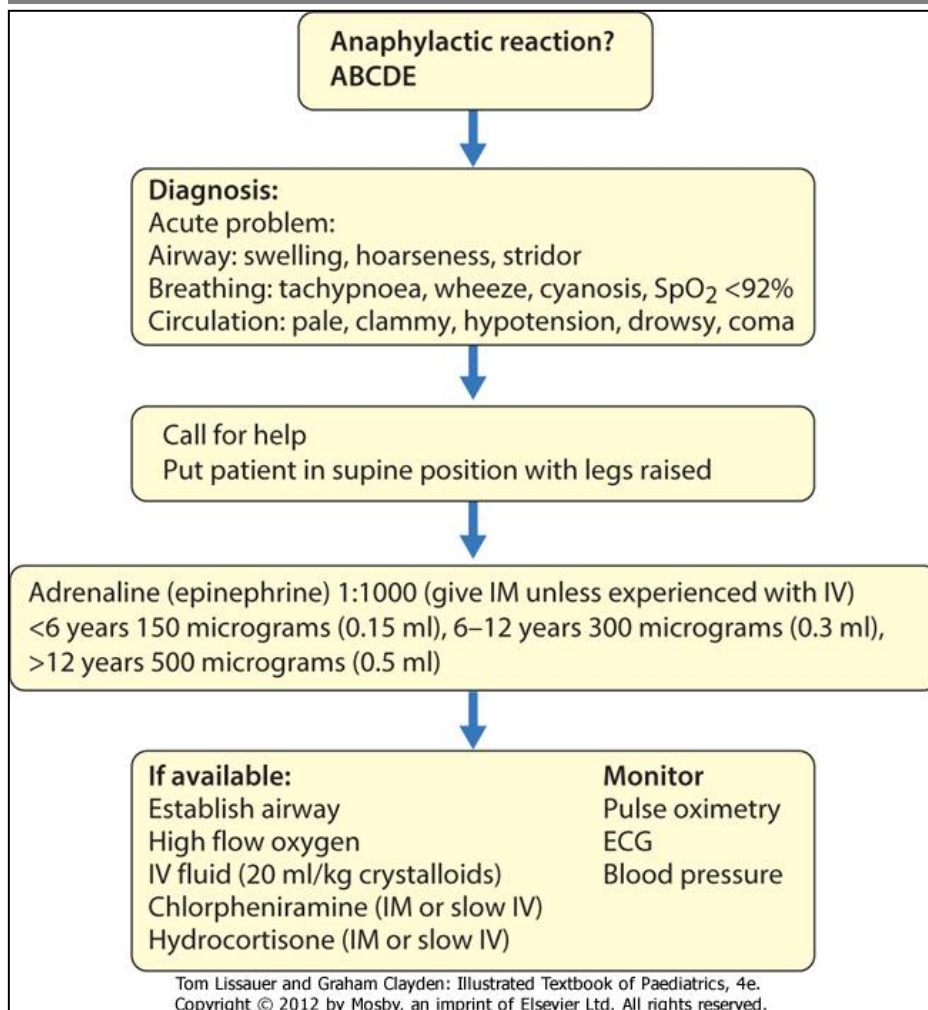 Anaphylactic reaction?
ABCDE
Diagnosis:
Acute problem:
Airway: swelling, hoarseness, stridor
Breathing: tachypnoea, wheeze, cyanosis, SpO₂ <92%
Circulation: pale, clammy, hypotension, drowsy, coma
Call for help
Put patient in supine position with legs raised
Adrenaline (epinephrine) 1:1000 (give IM unless experienced with IV)
<6 years 150 micrograms (0.15 ml), 6–12 years 300 micrograms (0.3 ml),
>12 years 500 micrograms (0.5 ml)
If available:
Establish airway
High flow oxygen
IV fluid (20 ml/kg crystalloids)
Chlorpheniramine (IM or slow IV)
Hydrocortisone (IM or slow IV)
Monitor
Pulse oximetry
ECG
Blood pressure
Tom Lissauer and Graham Clayden: Illustrated Textbook of Paediatrics, 4e.
Copyright © 2012 by Mosby, an imprint of Elsevier Ltd. All rights reserved.